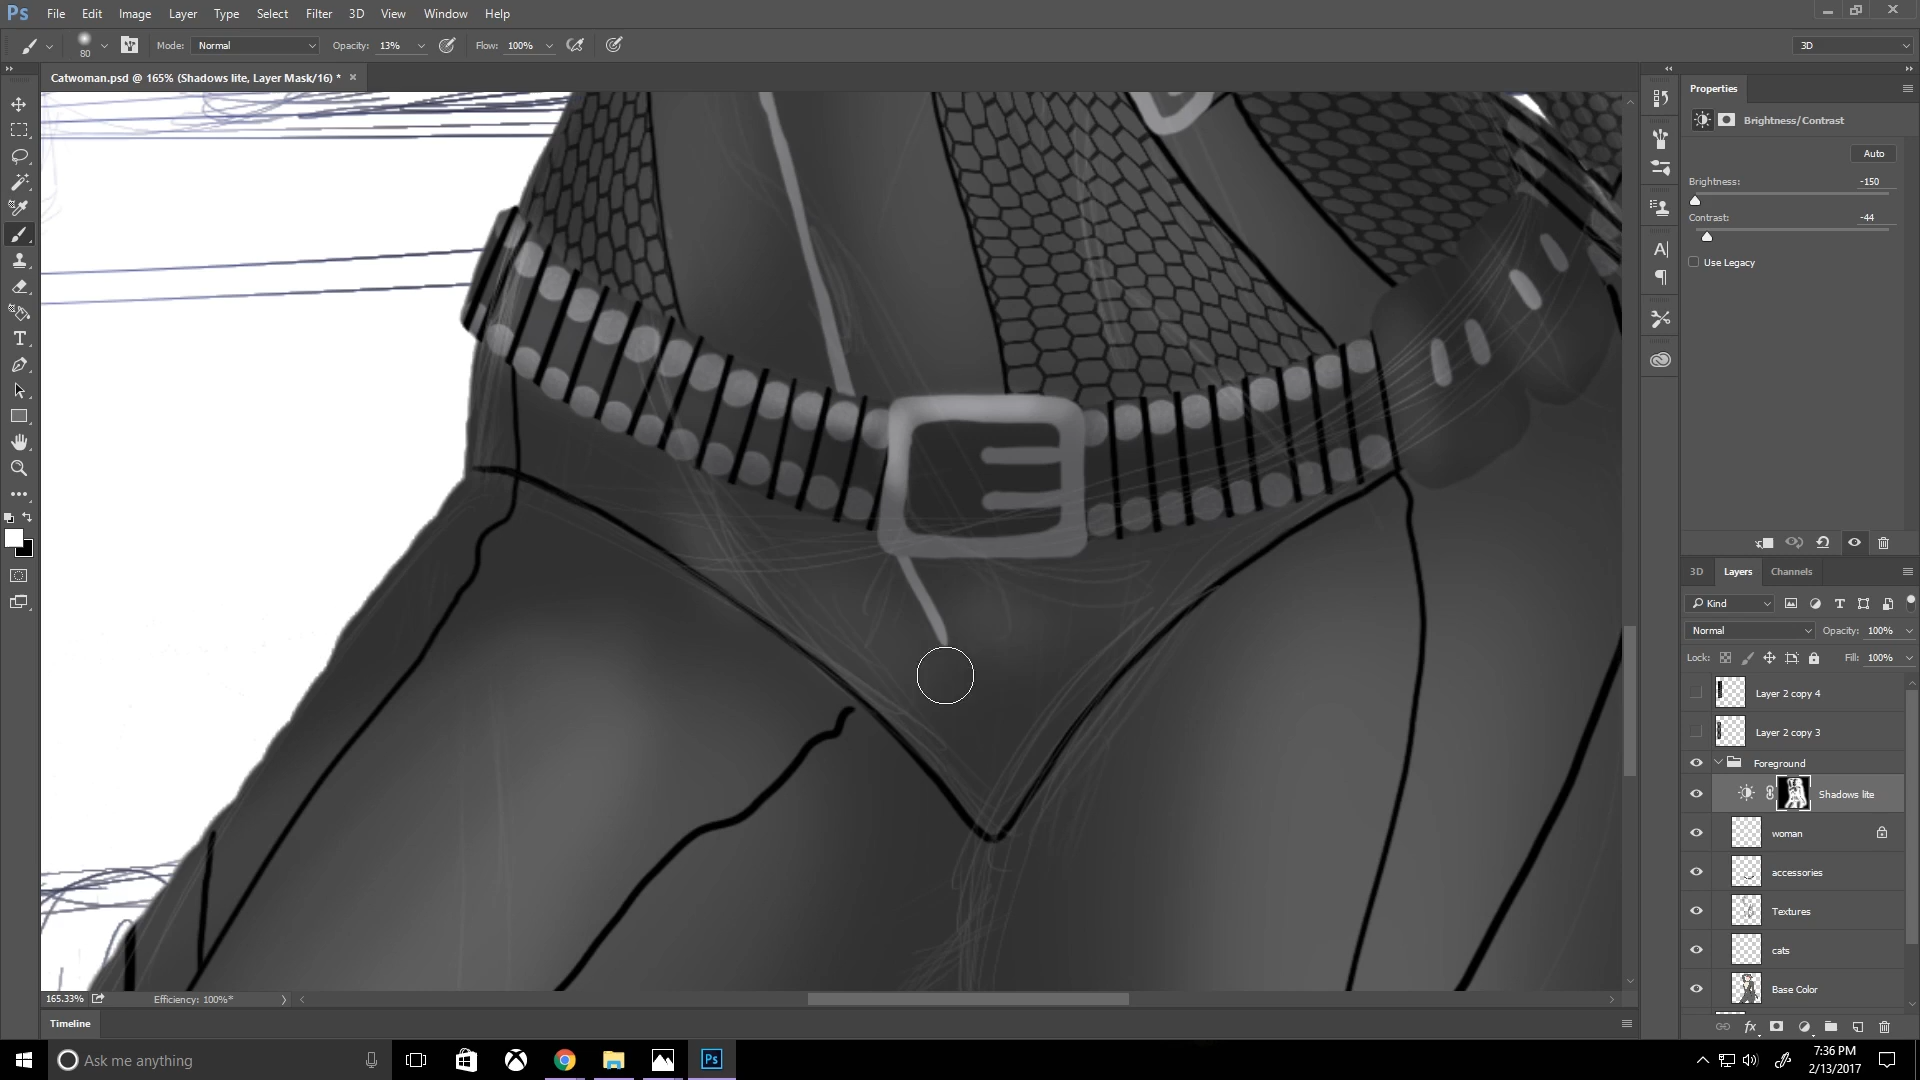 Ps File Edit Image Layer Type Select Filter 3D View Window Help
80 Mode: Normal Opacity: 13% Flow: 100% 3D
Catwoman.psd @ 165% (Shadows lite, Layer Mask/16) * ×
Properties
Brightness/Contrast
Auto
Brightness: -150
Contrast: -44
Use Legacy
3D Layers Channels
Kind
Normal Opacity: 100%
Lock: Fill: 100%
Layer 2 copy 4
Layer 2 copy 3
Foreground
Shadows lite
woman
accessories
Textures
cats
Base Color
165.33% Efficiency: 100%*
Timeline
Ask me anything
Ps
7:36 PM
2/13/2017